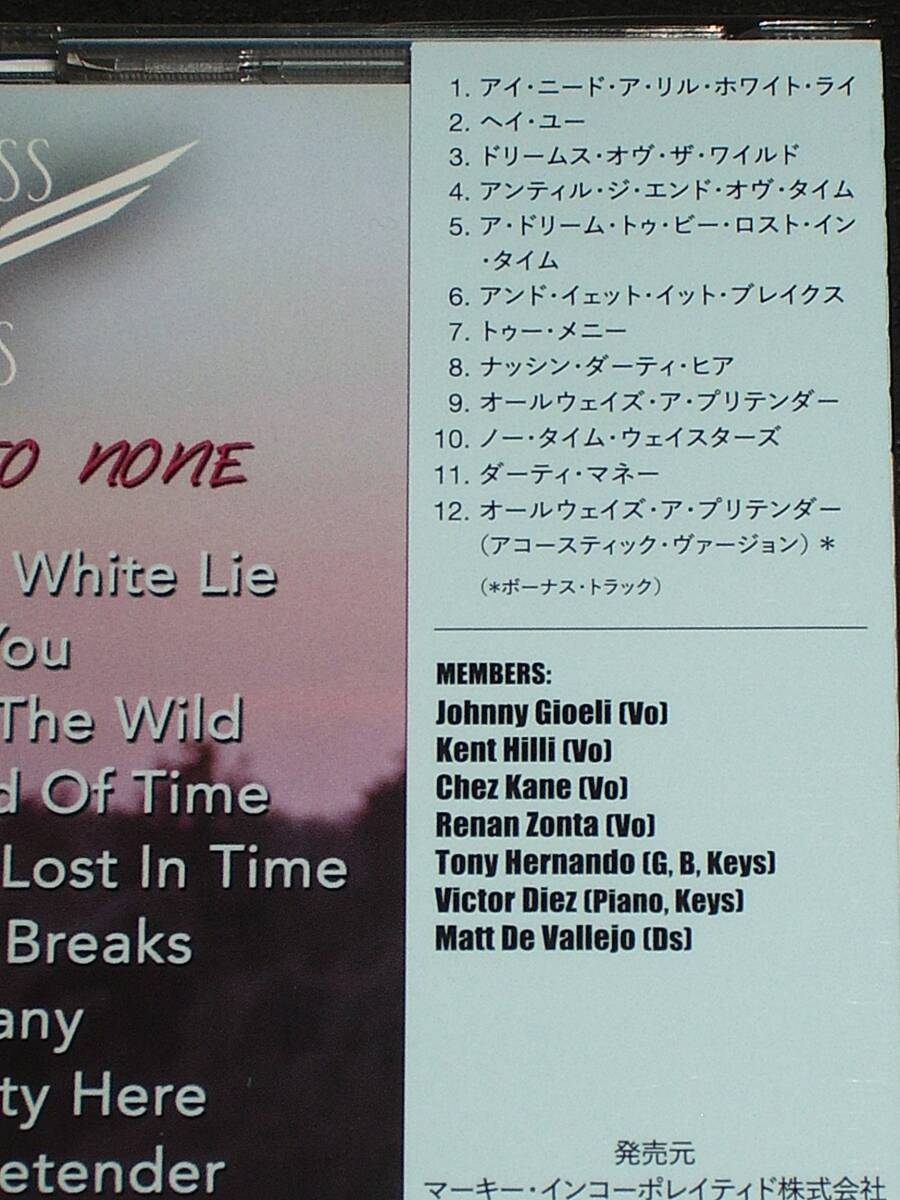 SS
S
TO NONE
White Lie
You
The Wild
d Of Time
Lost In Time
Breaks
any
ty Here
etender
1. アイ・ニード・ア・リル・ホワイト・ライ
2. ヘイ・ユー
3. ドリームス・オヴ・ザ・ワイルド
4. アンティル・ジ・エンド・オヴ・タイム
5. ア・ドリーム・トゥ・ビー・ロスト・イン
・タイム
6. アンド・イェット・イット・ブレイクス
7. トゥー・メニー
8. ナッシン・ダーティ・ヒア
9. オールウェイズ・ア・プリテンダー
10. ノー・タイム・ウェイスターズ
11. ダーティ・マネー
12. オールウェイズ・ア・プリテンダー
（アコースティック・ヴァージョン）＊
（＊ボーナス・トラック）
MEMBERS:
Johnny Gioeli (Vo)
Kent Hilli (Vo)
Chez Kane (Vo)
Renan Zonta (Vo)
Tony Hernando (G, B, Keys)
Victor Diez (Piano, Keys)
Matt De Vallejo (Ds)
発売元
マーキー・インコーポレイティド株式会社